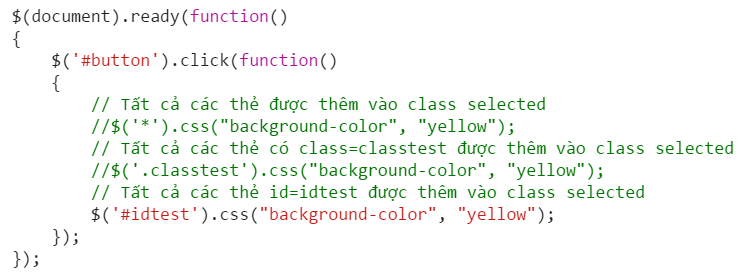 $(document).ready(function()
{
    $('#button').click(function()
    {
        // Tất cả các thẻ được thêm vào class selected
        //$('*').css("background-color", "yellow");
        // Tất cả các thẻ có class=classtest được thêm vào class selected
        //$('.classtest').css("background-color", "yellow");
        // Tất cả các thẻ id=idtest được thêm vào class selected
        $('#idtest').css("background-color", "yellow");
    });
});